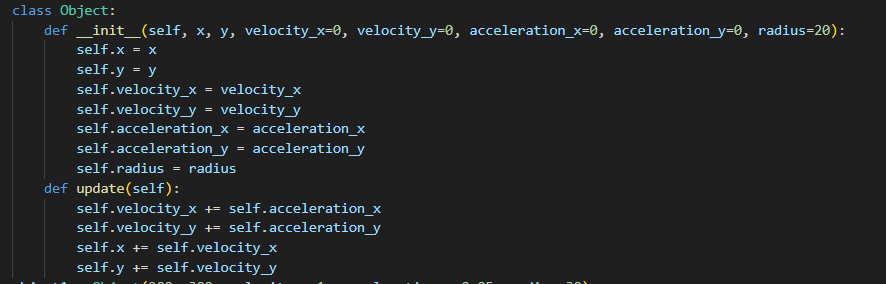 class Object:
    def __init__(self, x, y, velocity_x=0, velocity_y=0, acceleration_x=0, acceleration_y=0, radius=20):
        self.x = x
        self.y = y
        self.velocity_x = velocity_x
        self.velocity_y = velocity_y
        self.acceleration_x = acceleration_x
        self.acceleration_y = acceleration_y
        self.radius = radius
    def update(self):
        self.velocity_x += self.acceleration_x
        self.velocity_y += self.acceleration_y
        self.x += self.velocity_x
        self.y += self.velocity_y